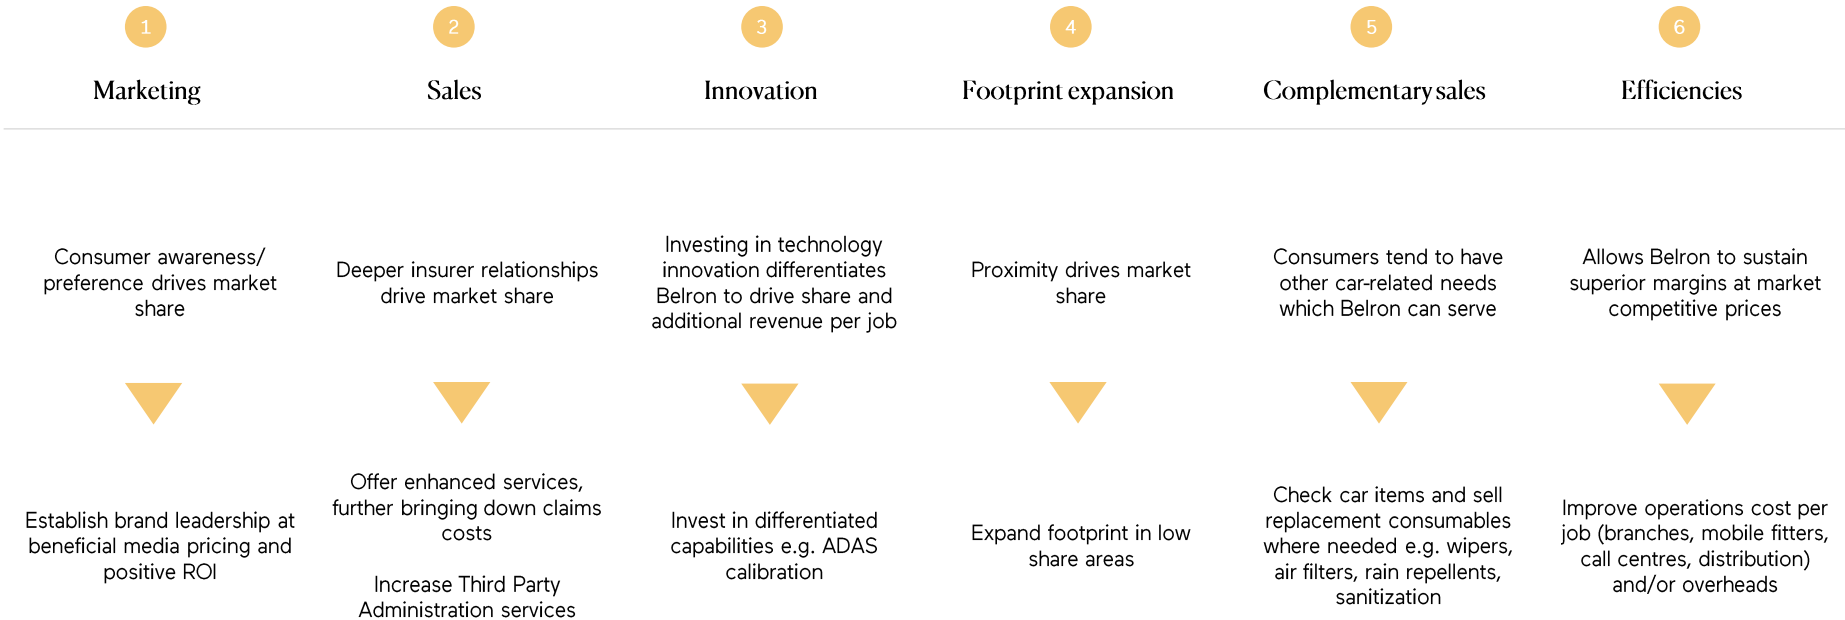 1
Marketing
Consumer awareness/
preference drives market
share
Establish brand leadership at
beneficial media pricing and
positive ROI
2
Sales
Deeper insurer relationships
drive market share
Offer enhanced services,
further bringing down claims
costs
Increase Third Party
Administration services
3
Innovation
Investing in technology
innovation differentiates
Belron to drive share and
additional revenue per job
Invest in differentiated
capabilities e.g. ADAS
calibration
4
Footprint expansion
Proximity drives market
share
Expand footprint in low
share areas
5
Complementary sales
Consumers tend to have
other car-related needs
which Belron can serve
Check car items and sell
replacement consumables
where needed e.g. wipers,
air filters, rain repellents,
sanitization
6
Efficiencies
Allows Belron to sustain
superior margins at market
competitive prices
Improve operations cost per
job (branches, mobile fitters,
call centres, distribution)
and/or overheads